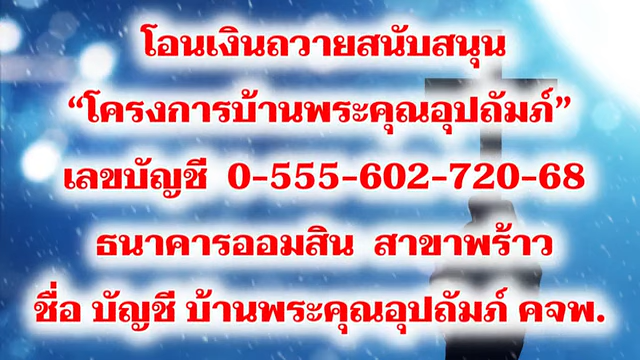 โอนเงินถวายสนับสนุน
“โครงการบ้านพระคุณอุปถัมภ์”
เลขบัญชี 0-555-602-720-68
ธนาคารออมสิน สาขาพร้าว
ชื่อ บัญชี บ้านพระคุณอุปถัมภ์ คจพ.